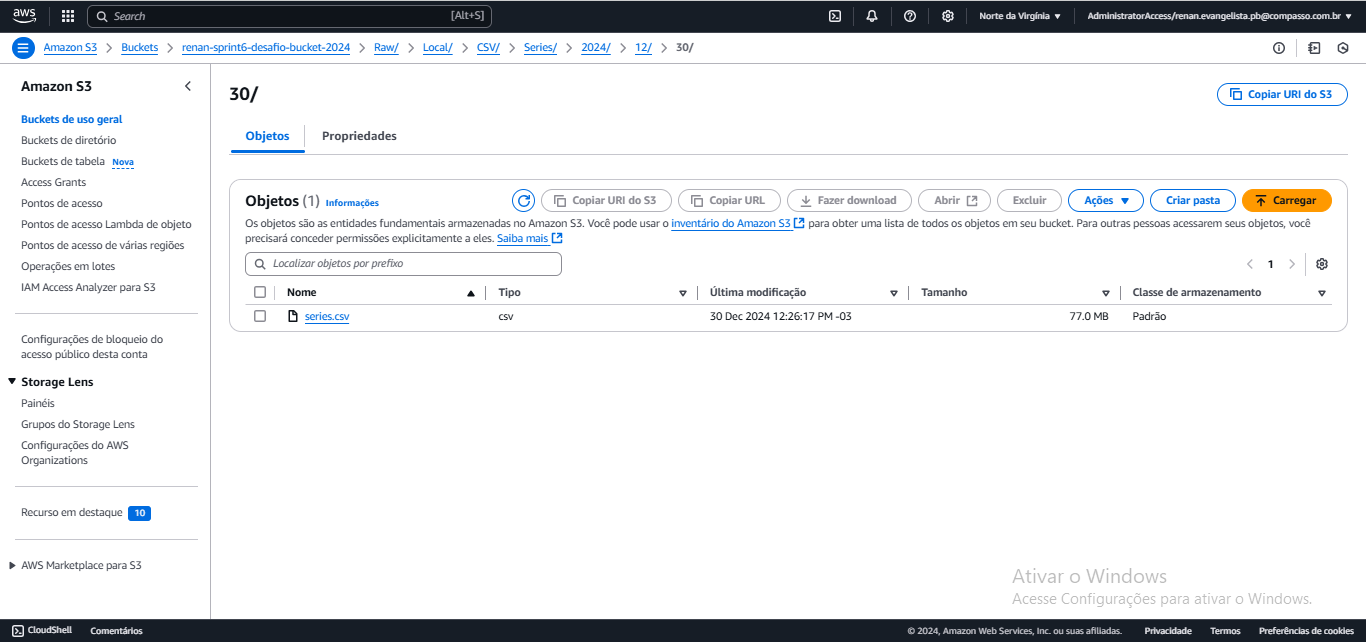 aws
Search [Alt+S]
Norte da Virgínia
AdministratorAccess/renan.evangelista.pb@compasso.com.br
Amazon S3 > Buckets > renan-sprint6-desafio-bucket-2024 > Raw/ > Local/ > CSV/ > Series/ > 2024/ > 12/ > 30/
Amazon S3
Buckets de uso geral
Buckets de diretório
Buckets de tabela Nova
Access Grants
Pontos de acesso
Pontos de acesso Lambda de objeto
Pontos de acesso de várias regiões
Operações em lotes
IAM Access Analyzer para S3
Configurações de bloqueio do
acesso público desta conta
Storage Lens
Painéis
Grupos do Storage Lens
Configurações do AWS
Organizations
Recurso em destaque 10
AWS Marketplace para S3
30/
Copiar URI do S3
Objetos Propriedades
Objetos (1) Informações
Copiar URI do S3 Copiar URL Fazer download Abrir Excluir Ações Criar pasta Carregar
Os objetos são as entidades fundamentais armazenadas no Amazon S3. Você pode usar o inventário do Amazon S3 para obter uma lista de todos os objetos em seu bucket. Para outras pessoas acessarem seus objetos, você
precisará conceder permissões explicitamente a eles. Saiba mais
Localizar objetos por prefixo
1
Nome Tipo Última modificação Tamanho Classe de armazenamento
series.csv csv 30 Dec 2024 12:26:17 PM -03 77.0 MB Padrão
Ativar o Windows
Acesse Configurações para ativar o Windows.
CloudShell Comentários
© 2024, Amazon Web Services, Inc. ou suas afiliadas. Privacidade Termos Preferências de cookies